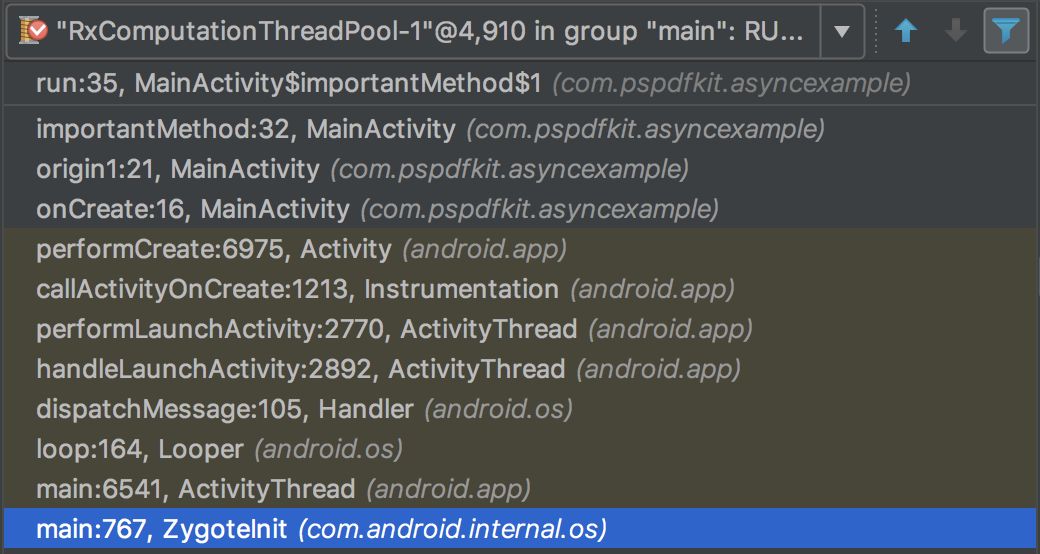 "RxComputationThreadPool-1"@4,910 in group "main": RU...
run:35, MainActivity$importantMethod$1 (com.pspdfkit.asyncexample)
importantMethod:32, MainActivity (com.pspdfkit.asyncexample)
origin1:21, MainActivity (com.pspdfkit.asyncexample)
onCreate:16, MainActivity (com.pspdfkit.asyncexample)
performCreate:6975, Activity (android.app)
callActivityOnCreate:1213, Instrumentation (android.app)
performLaunchActivity:2770, ActivityThread (android.app)
handleLaunchActivity:2892, ActivityThread (android.app)
dispatchMessage:105, Handler (android.os)
loop:164, Looper (android.os)
main:6541, ActivityThread (android.app)
main:767, ZygoteInit (com.android.internal.os)